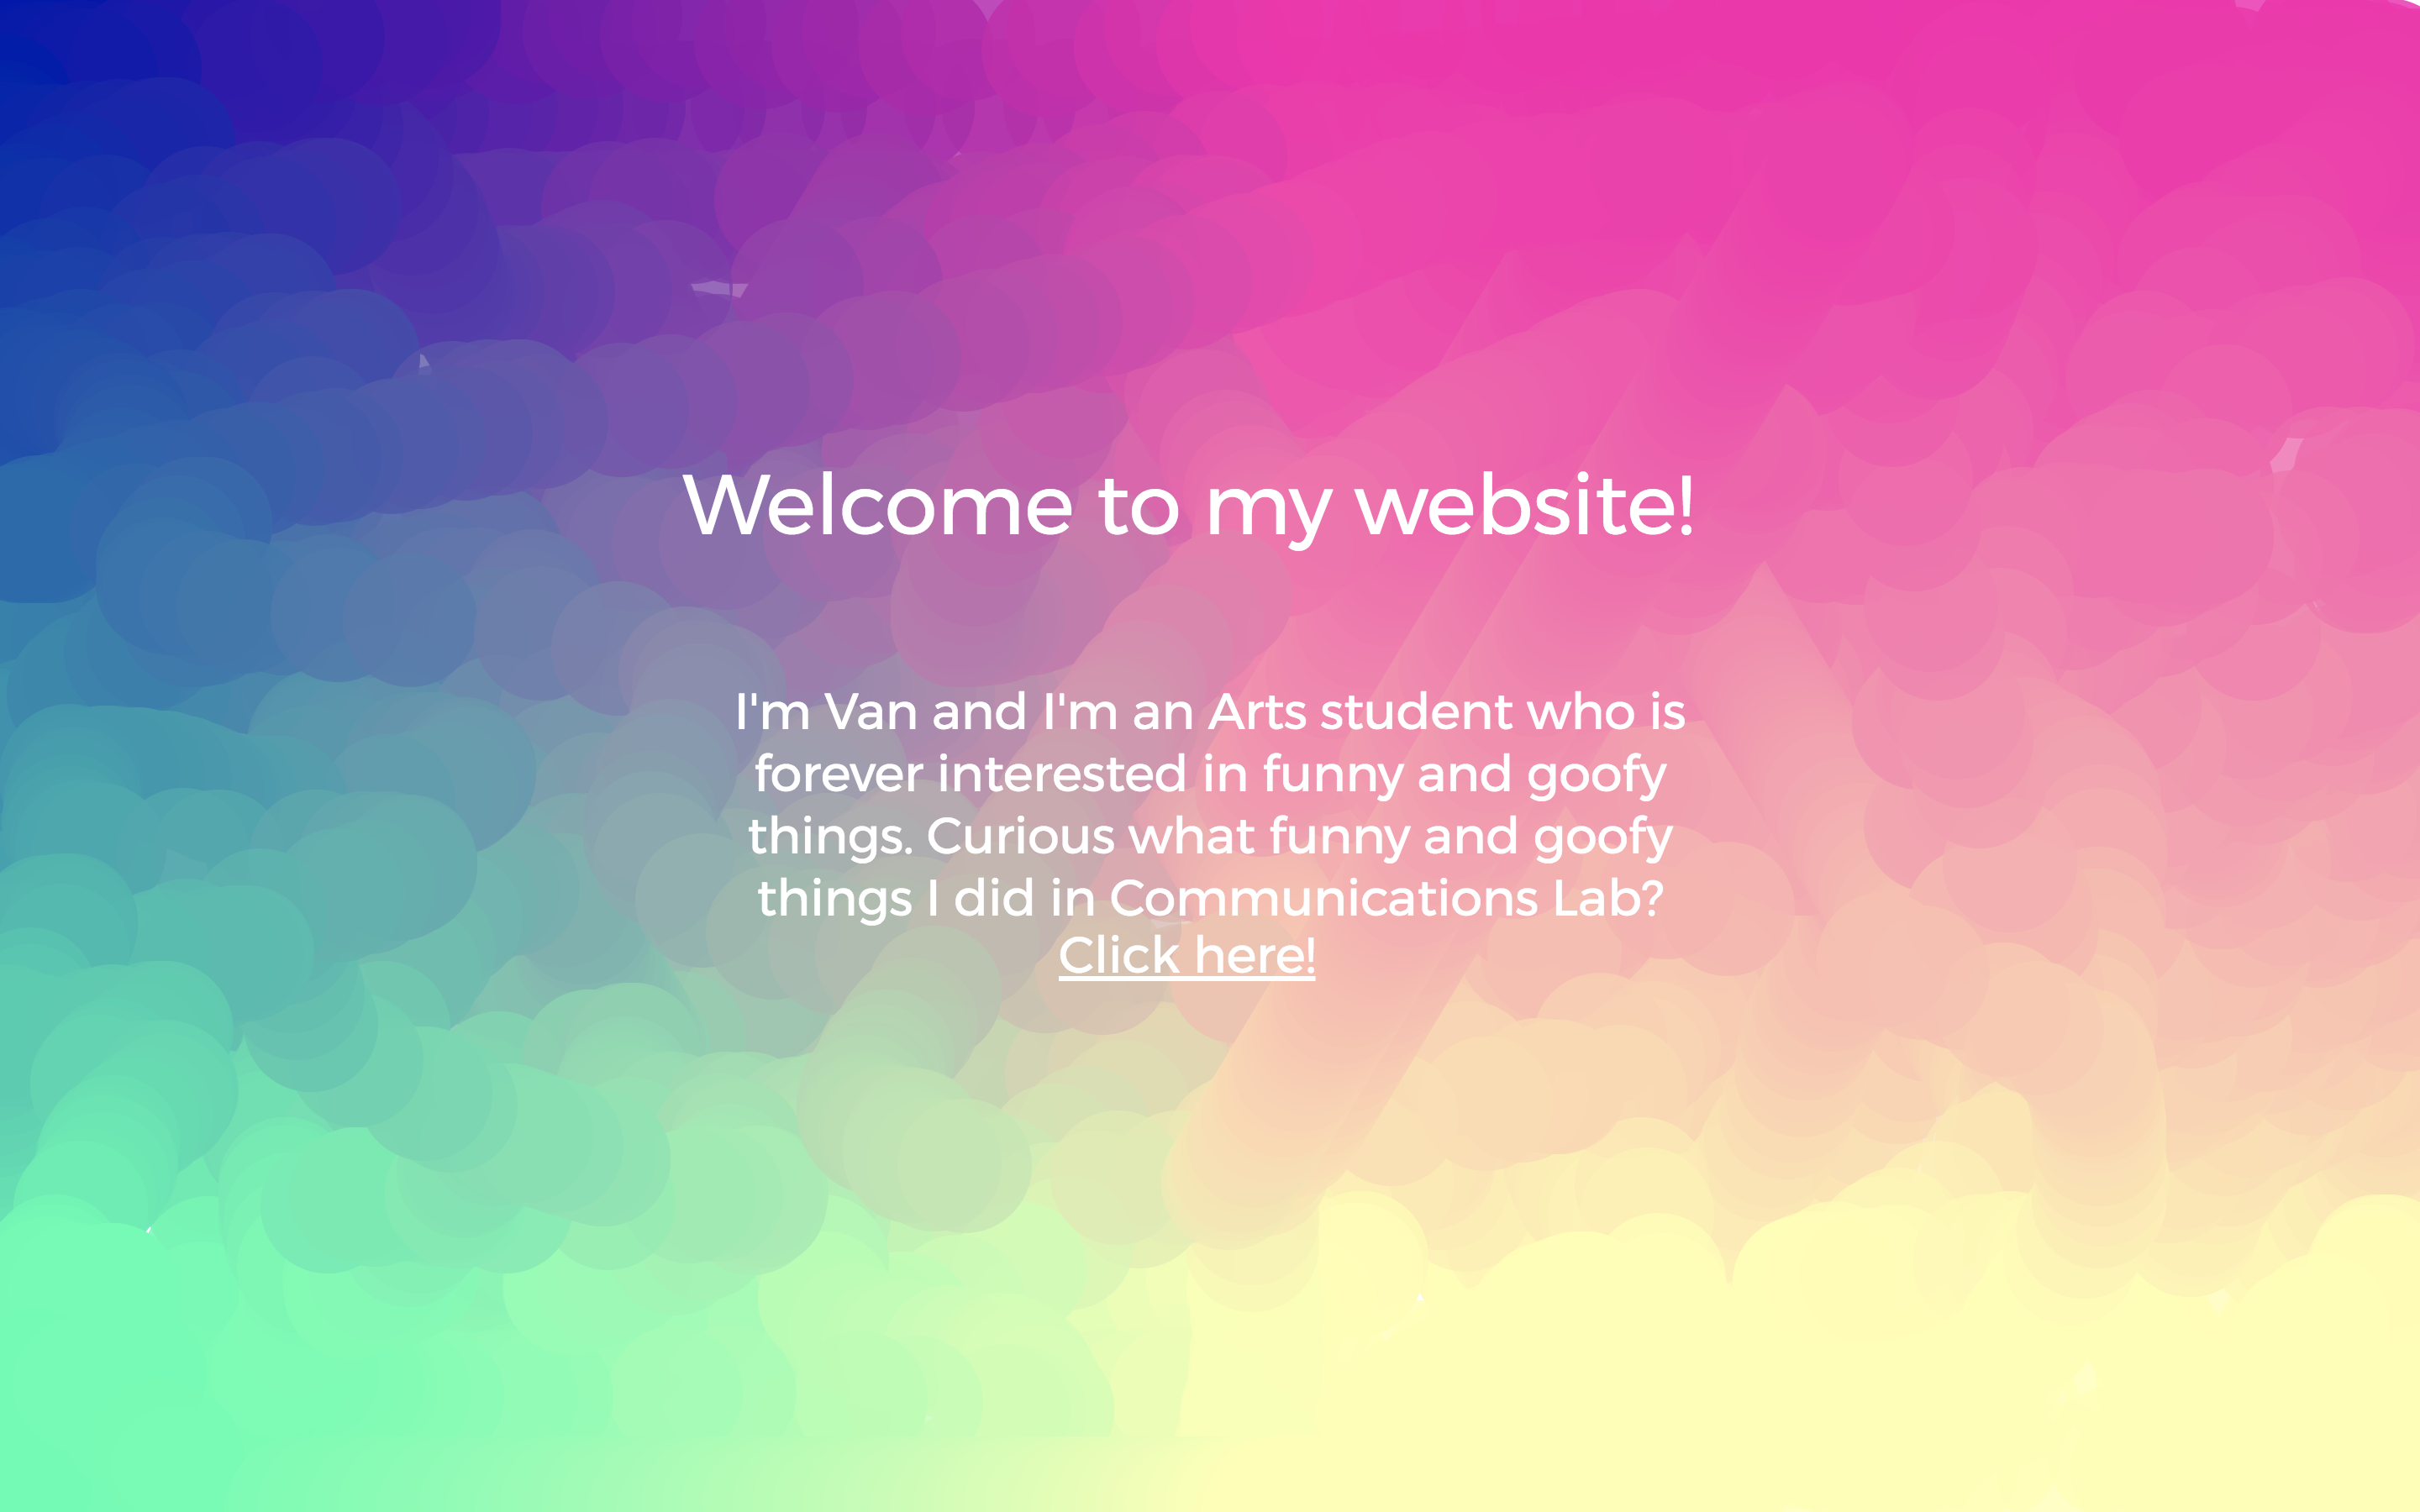 Welcome to my website!
I'm Van and I'm an Arts student who is
forever interested in funny and goofy
things. Curious what funny and goofy
things I did in Communications Lab?
Click here!